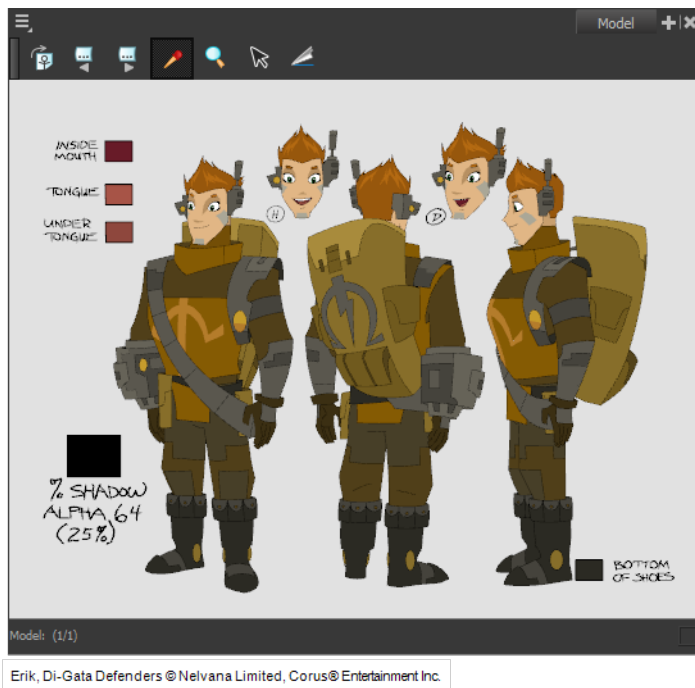 Model
INSIDE
MOUTH
TONGUE
UNDER
TONGUE
H
D
% SHADOW
ALPHA 64
(25%)
BOTTOM
OF SHOES
Model: (1/1)
Erik, Di-Gata Defenders © Nelvana Limited, Corus® Entertainment Inc.